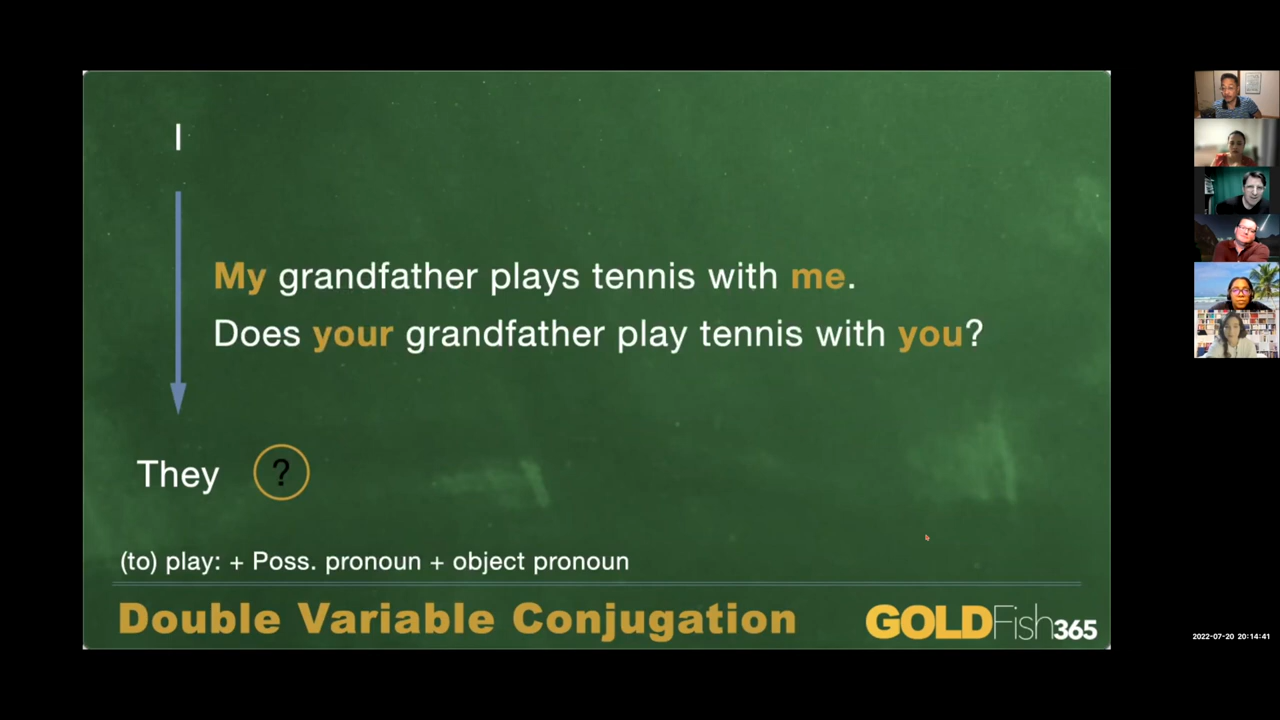 I
My grandfather plays tennis with me.
Does your grandfather play tennis with you?
They ?
(to) play: + Poss. pronoun + object pronoun
Double Variable Conjugation
GOLDFish365
2022-07-20 20:14:41